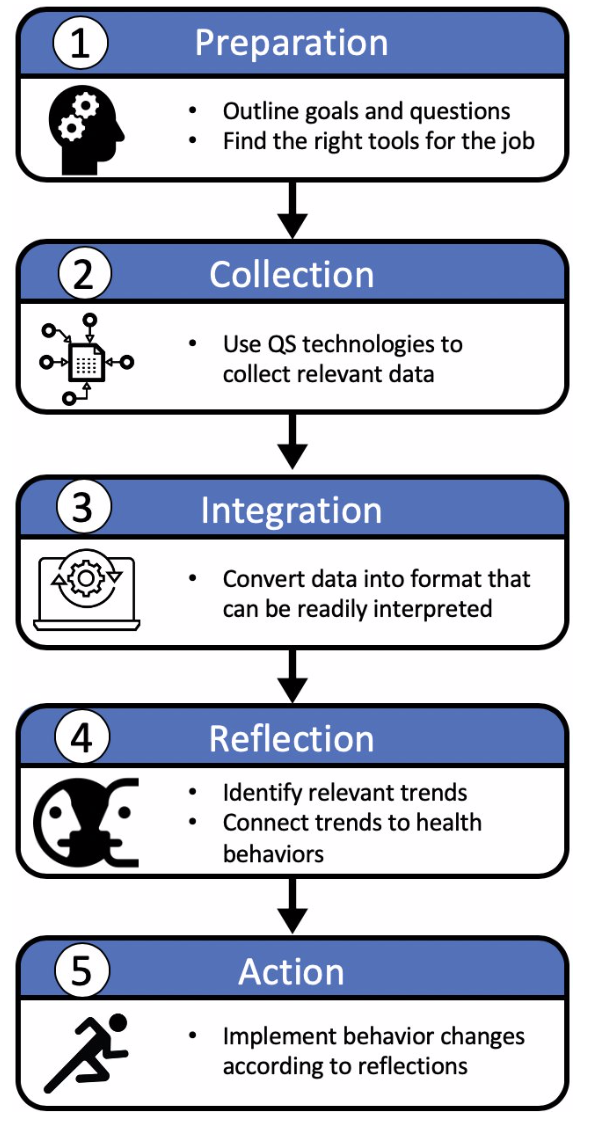 1 Preparation
• Outline goals and questions
• Find the right tools for the job
2 Collection
• Use QS technologies to
collect relevant data
3 Integration
• Convert data into format that
can be readily interpreted
4 Reflection
• Identify relevant trends
• Connect trends to health
behaviors
5 Action
• Implement behavior changes
according to reflections